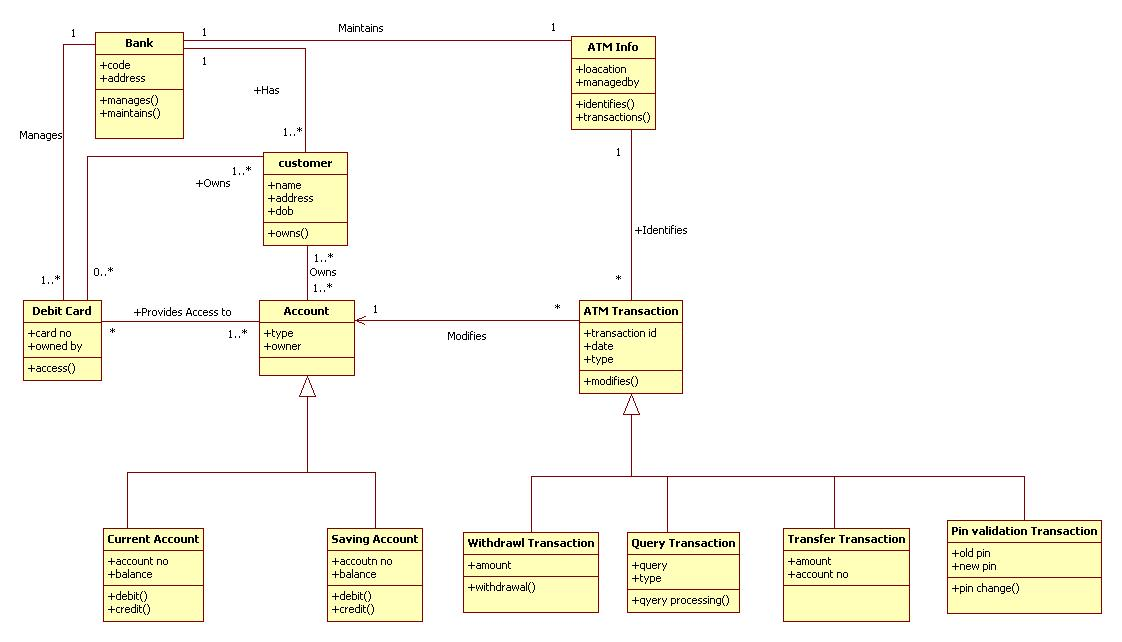 1
1
Maintains
1
Bank
+code
+address
+manages()
+maintains()
1
+Has
1..*
ATM Info
+loacation
+managedby
+identifies()
+transactions()
Manages
1..*
+Owns
customer
+name
+address
+dob
+owns()
1
+Identifies
*
1..*
0..*
1..*
Owns
1..*
Debit Card
+card no
+owned by
+access()
+Provides Access to
*
1..*
Account
+type
+owner
1
*
Modifies
ATM Transaction
+transaction id
+date
+type
+modifies()
Current Account
+account no
+balance
+debit()
+credit()
Saving Account
+accoutn no
+balance
+debit()
+credit()
Withdrawl Transaction
+amount
+withdrawal()
Query Transaction
+query
+type
+qyery processing()
Transfer Transaction
+amount
+account no
Pin validation Transaction
+old pin
+new pin
+pin change()